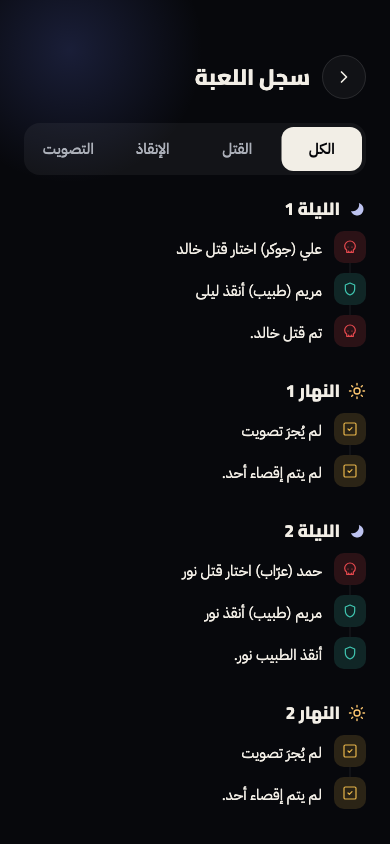 سجل اللعبة
الكل القتل الإنقاذ التصويت
الليلة 1
علي (جوكر) اختار قتل خالد
مريم (طبيب) أنقذ ليلى
تم قتل خالد.
النهار 1
لم يُجرَ تصويت
لم يتم إقصاء أحد.
الليلة 2
حمد (عرّاب) اختار قتل نور
مريم (طبيب) أنقذ نور
أنقذ الطبيب نور.
النهار 2
لم يُجرَ تصويت
لم يتم إقصاء أحد.